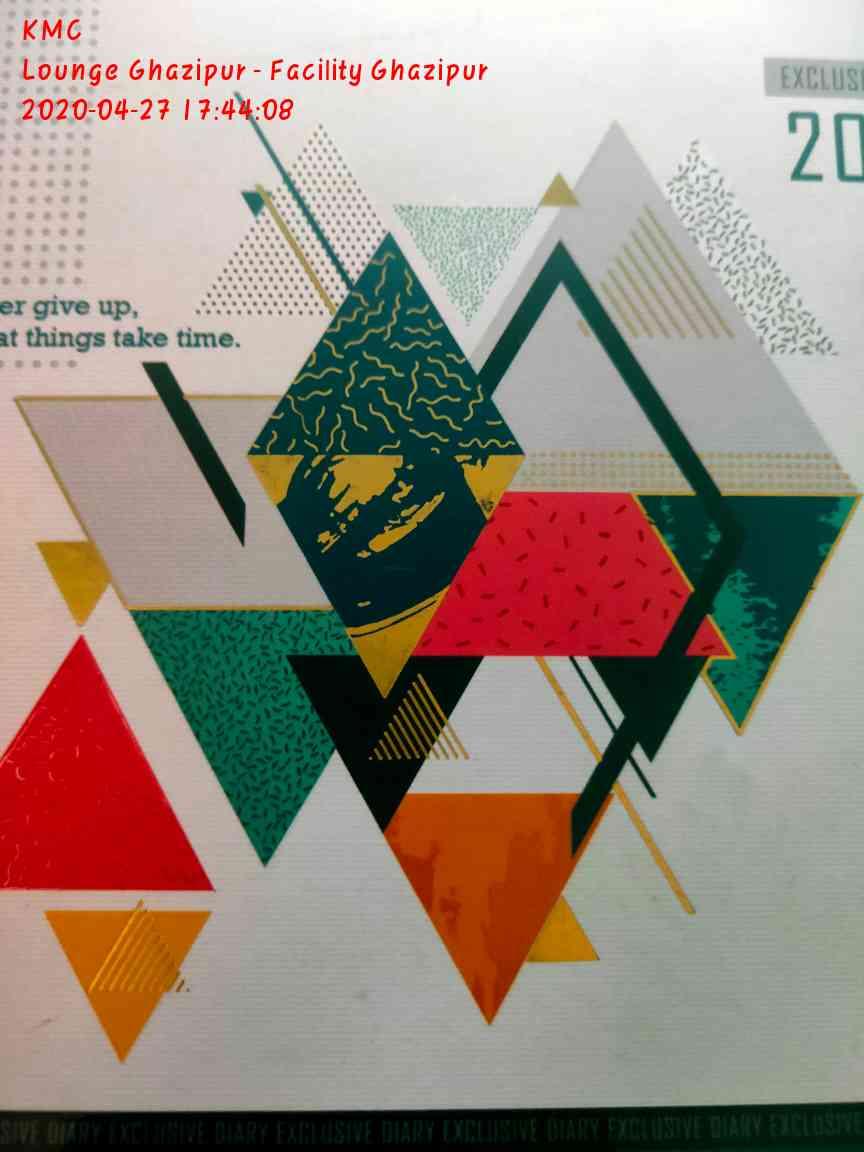 KMC
Lounge Ghazipur - Facility Ghazipur
2020-04-27 17:44:08
EXCLUSI
20
er give up,
at things take time.
SIVE DIARY EXCLUSIVE DIARY EXCLUSIVE DIARY EXCLUSIVE DIARY EXCLUSIVE DIARY EXCLUSIVE